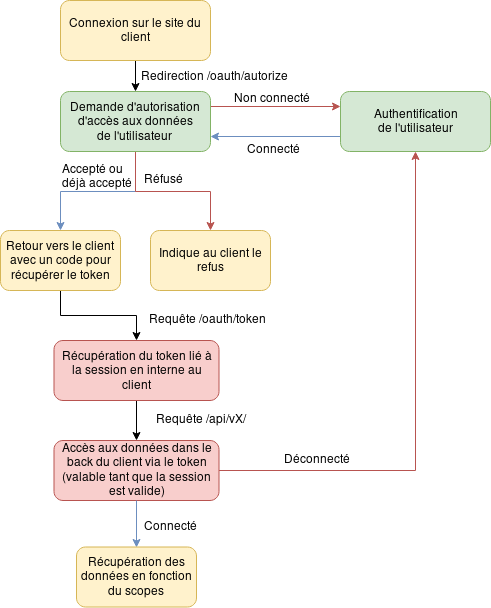 Connexion sur le site du
client
Redirection /oauth/autorize
Demande d'autorisation
d'accès aux données
de l'utilisateur
Non connecté
Authentification
de l'utilisateur
Connecté
Accepté ou
déjà accepté
Réfusé
Retour vers le client
avec un code pour
récupérer le token
Indique au client le
refus
Requête /oauth/token
Récupération du token lié à
la session en interne au
client
Requête /api/vX/
Accès aux données dans le
back du client via le token
(valable tant que la session
est valide)
Déconnecté
Connecté
Récupération des
données en fonction
du scopes